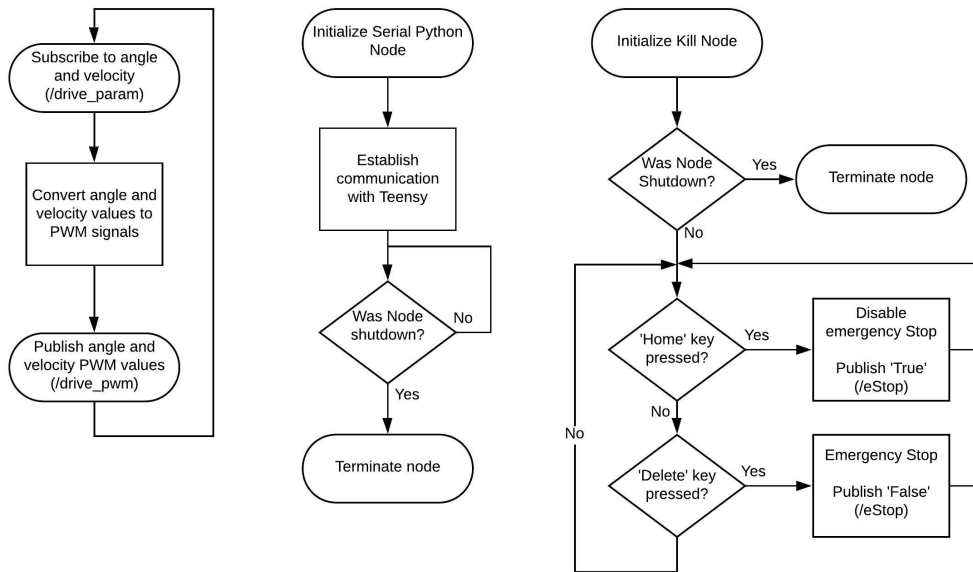 Subscribe to angle
and velocity
(/drive_param)
Convert angle and
velocity values to
PWM signals
Publish angle and
velocity PWM values
(/drive_pwm)
Initialize Serial Python
Node
Establish
communication
with Teensy
Was Node
shutdown?
No
Yes
Terminate node
Initialize Kill Node
Was Node
Shutdown?
Yes
Terminate node
No
'Home' key
pressed?
Yes
Disable
emergency Stop
Publish 'True'
(/eStop)
No
No
'Delete' key
pressed?
Yes
Emergency Stop
Publish 'False'
(/eStop)